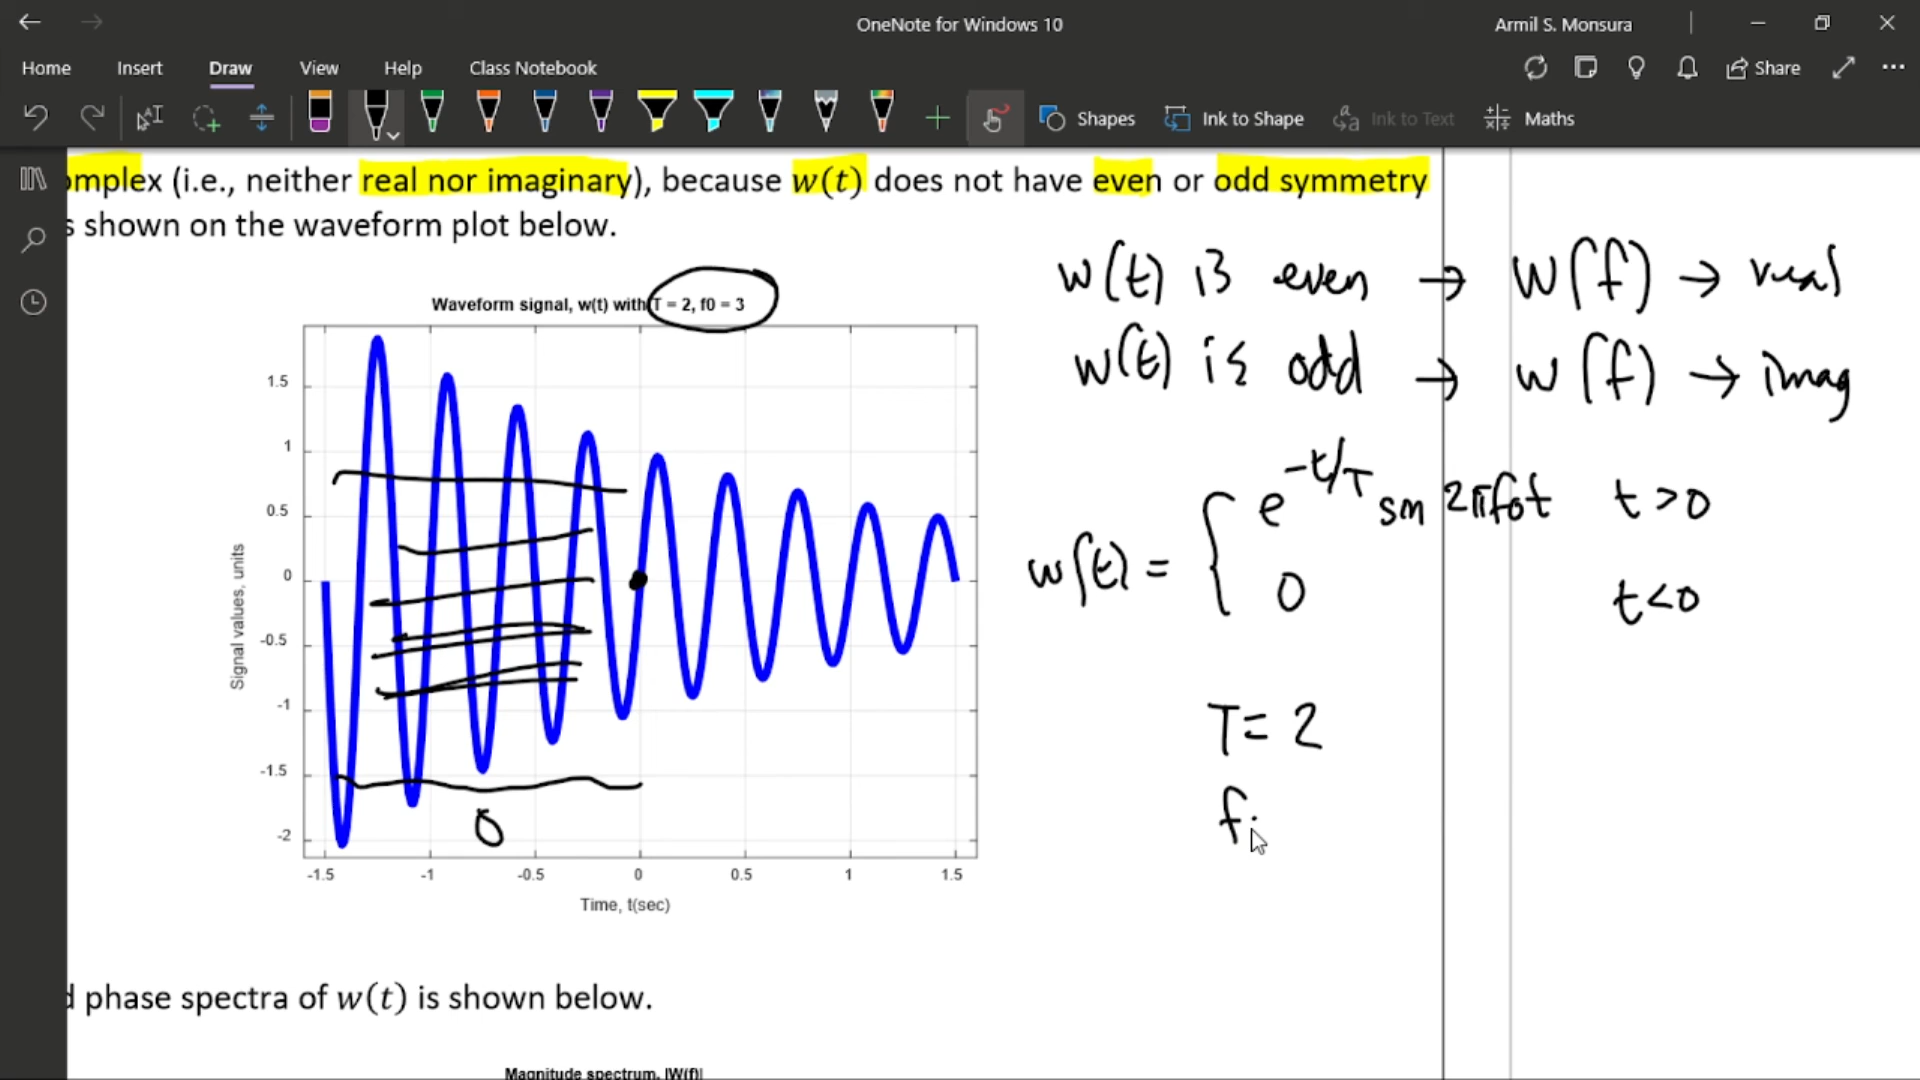 OneNote for Windows 10
Armil S. Monsura
Home Insert Draw View Help Class Notebook
Share
Shapes Ink to Shape Ink to Text Maths
omplex (i.e., neither real nor imaginary), because w(t) does not have even or odd symmetry
s shown on the waveform plot below.
Waveform signal, w(t) with T = 2, f0 = 3
1.5
1
0.5
0
-0.5
-1
-1.5
-2
Signal values, units
-1.5 -1 -0.5 0 0.5 1 1.5
Time, t(sec)
0
w(t) is even → W(f) → real
w(t) is odd → W(f) → imag
w(t) = { e^{-t/T} sin 2πfot t>0
0 t<0
T= 2
f
d phase spectra of w(t) is shown below.
Magnitude spectrum, |W(f)|